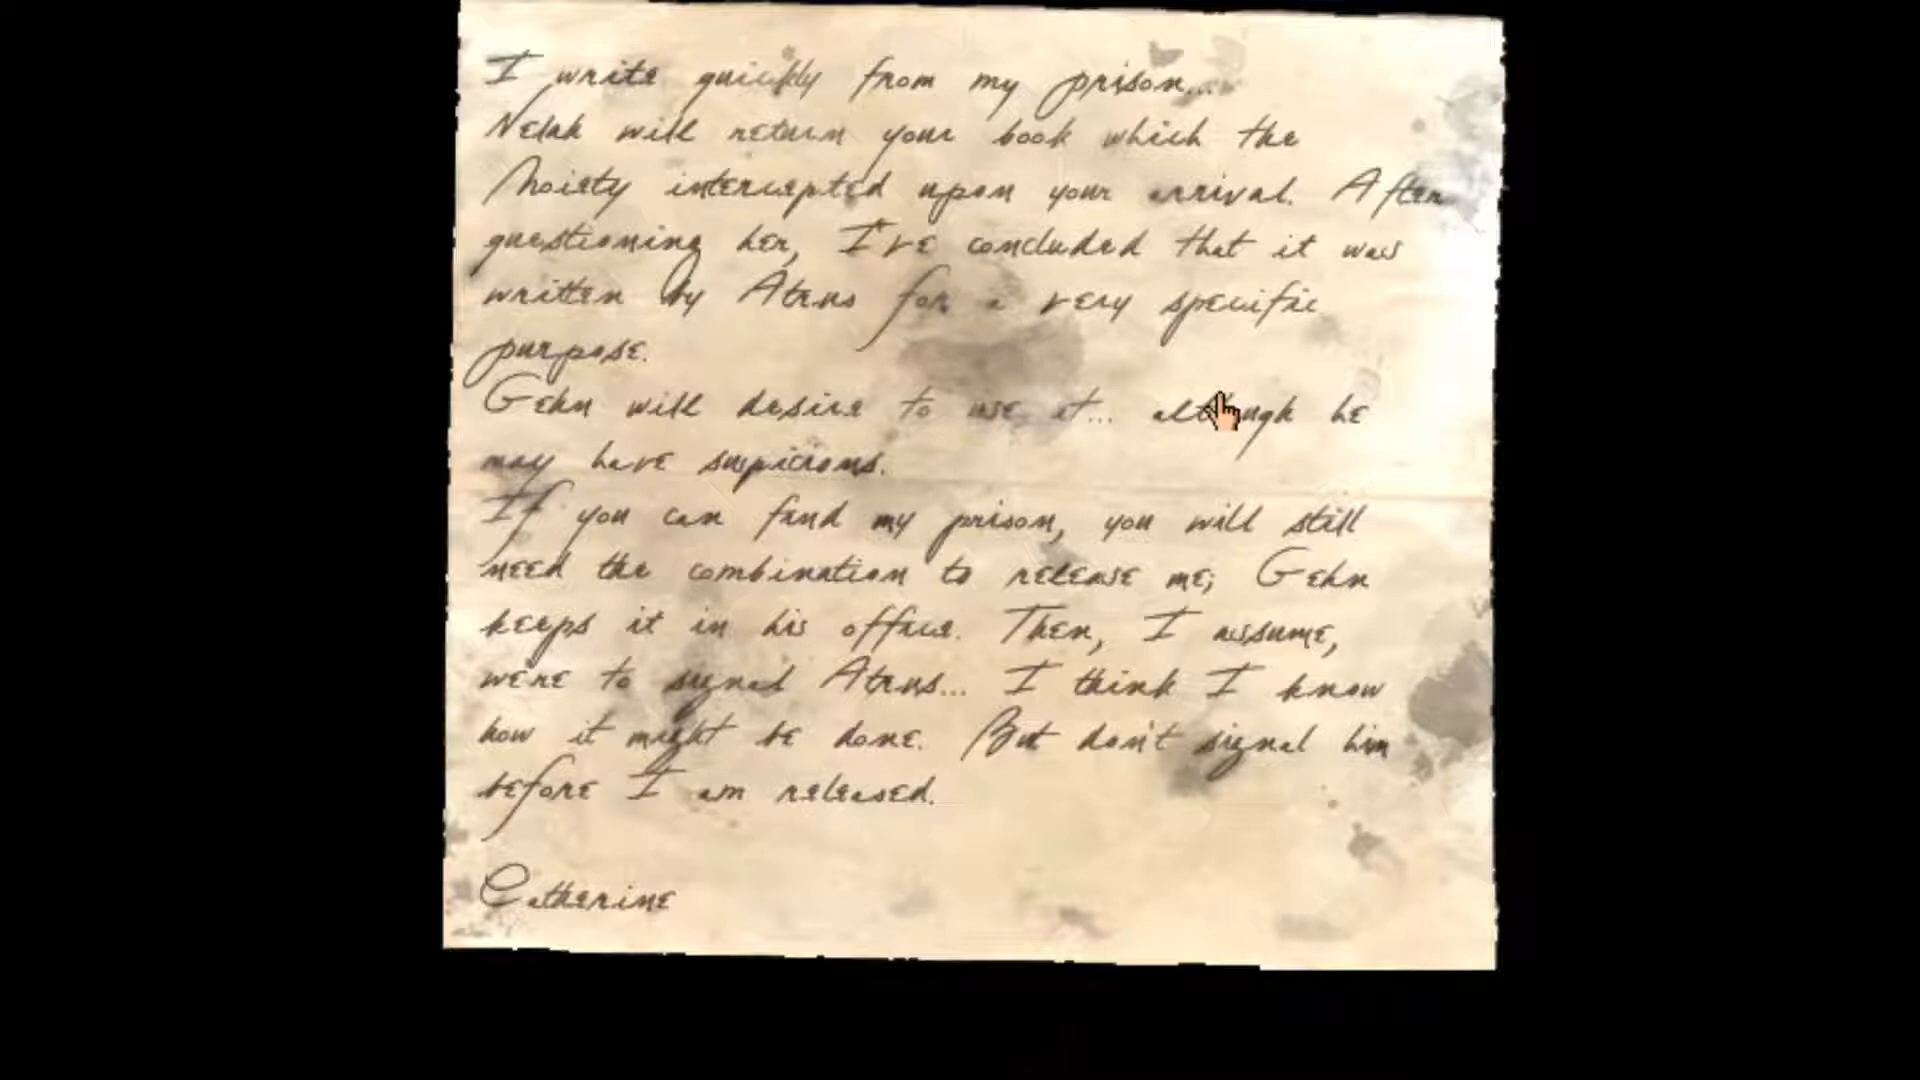 I write quickly from my prison...
Nelah will return your book which the
Moiety intercepted upon your arrival. After
questioning her, I've concluded that it was
written by Atrus for a very specific
purpose.
Gehn will desire to use it... although he
may have suspicions.
If you can find my prison, you will still
need the combination to release me; Gehn
keeps it in his office. Then, I assume,
we're to signal Atrus... I think I know
how it might be done. But don't signal him
before I am released.
Catherine